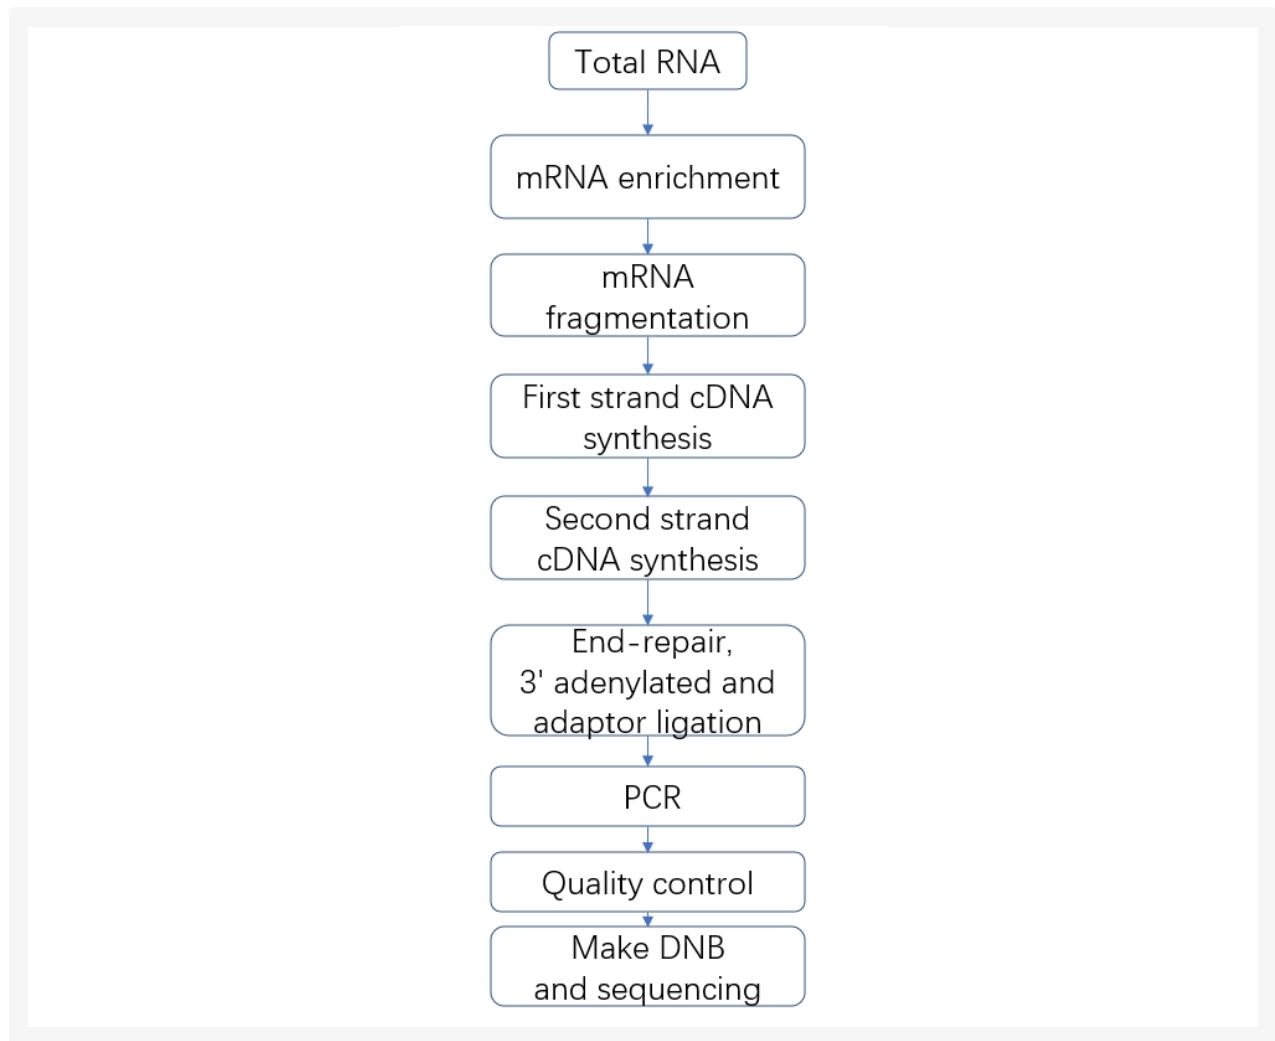 Total RNA
mRNA enrichment
mRNA
fragmentation
First strand cDNA
synthesis
Second strand
cDNA synthesis
End-repair,
3' adenylated and
adaptor ligation
PCR
Quality control
Make DNB
and sequencing